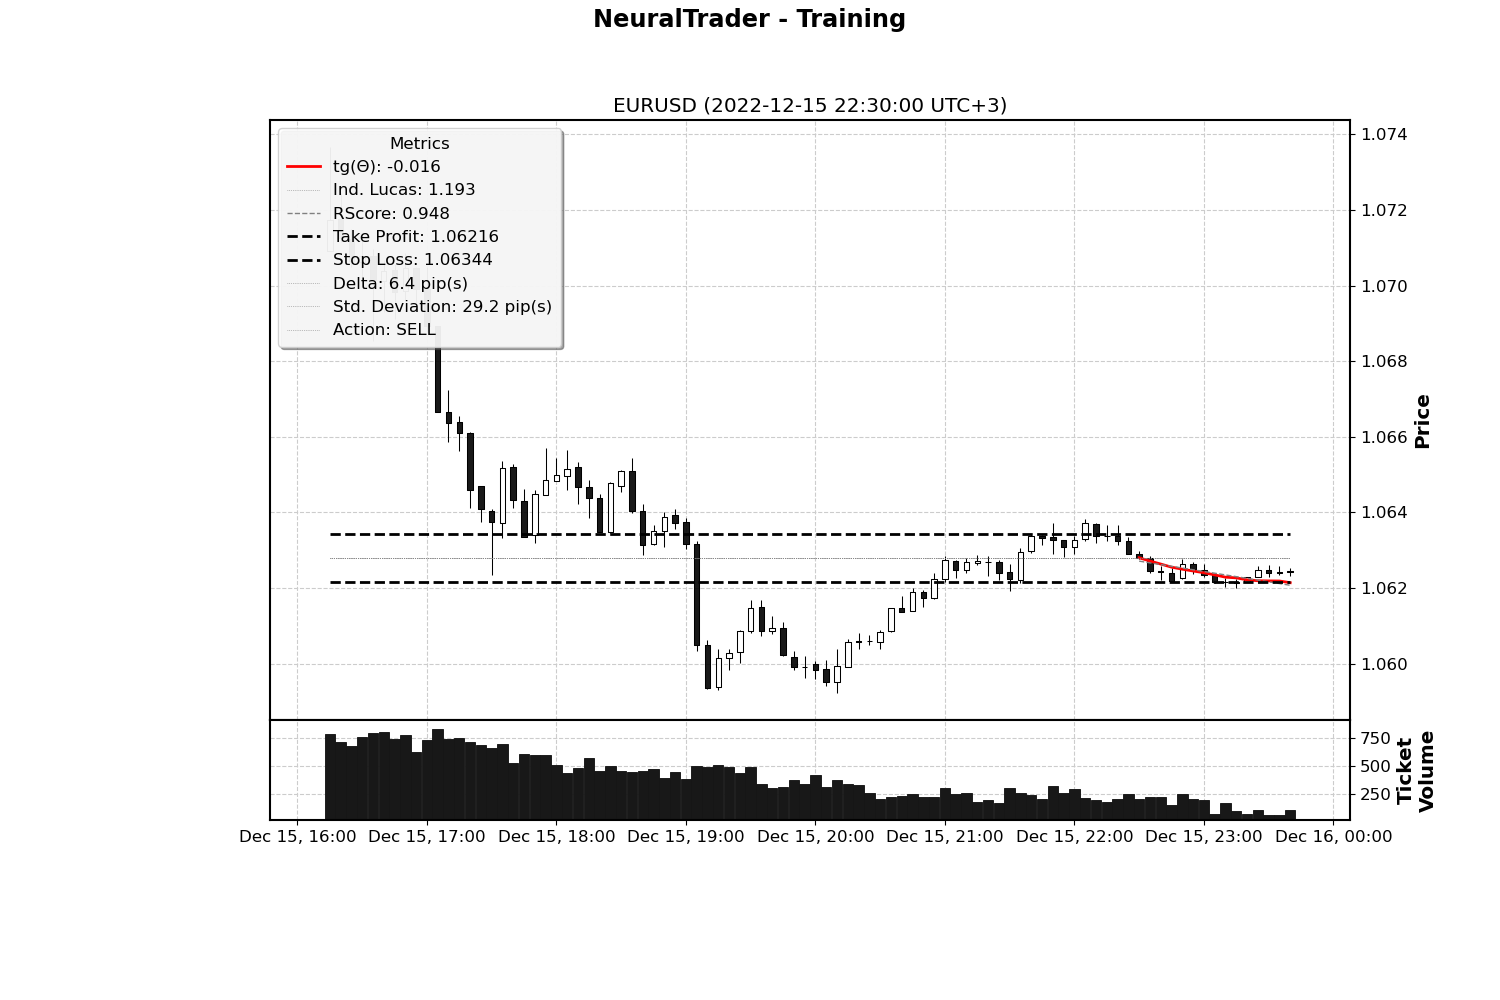 NeuralTrader - Training
EURUSD (2022-12-15 22:30:00 UTC+3)
Metrics
tg(Θ): -0.016
Ind. Lucas: 1.193
RScore: 0.948
Take Profit: 1.06216
Stop Loss: 1.06344
Delta: 6.4 pip(s)
Std. Deviation: 29.2 pip(s)
Action: SELL
1.074
1.072
1.070
1.068
1.066
1.064
1.062
1.060
Price
750
500
250
Ticket
Volume
Dec 15, 16:00
Dec 15, 17:00
Dec 15, 18:00
Dec 15, 19:00
Dec 15, 20:00
Dec 15, 21:00
Dec 15, 22:00
Dec 15, 23:00
Dec 16, 00:00